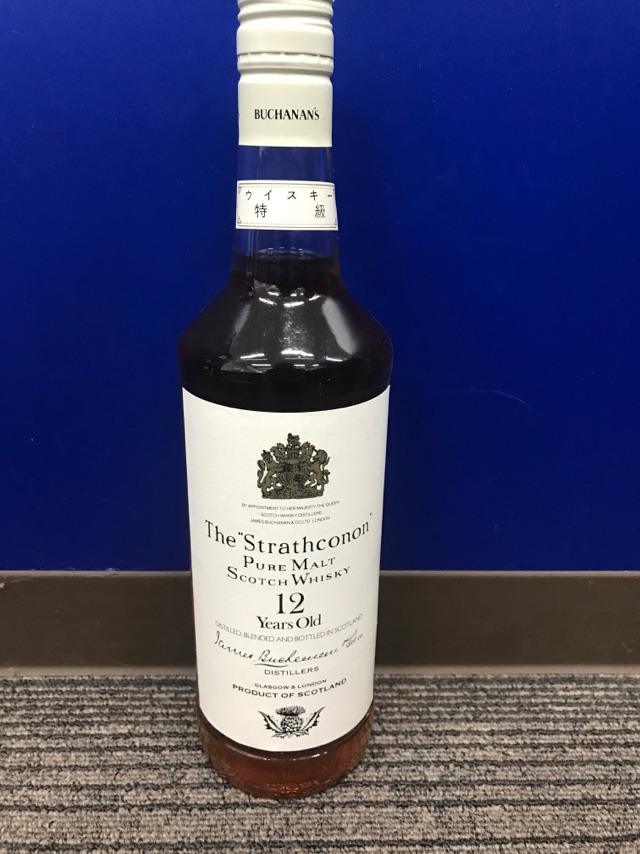 BUCHANAN'S
ウイスキー
特 級
BY APPOINTMENT TO HER MAJESTY THE QUEEN
SCOTCH WHISKY DISTILLERS
JAMES BUCHANAN & CO LTD LONDON
The "Strathconon"
PURE MALT
SCOTCH WHISKY
12
Years Old
DISTILLED, BLENDED AND BOTTLED IN SCOTLAND
James Buchanan
DISTILLERS
GLASGOW & LONDON
PRODUCT OF SCOTLAND